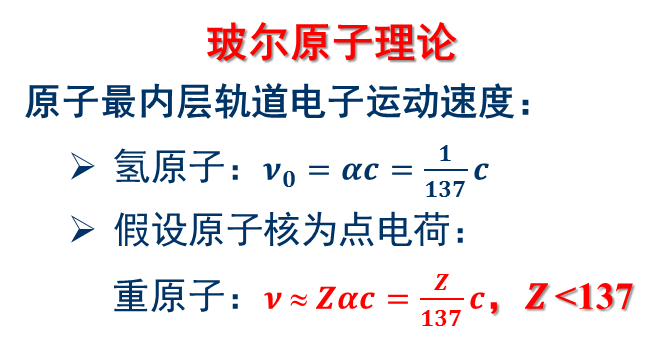 玻尔原子理论
原子最内层轨道电子运动速度：
➢ 氢原子：𝝂₀ = 𝜶𝒄 = 1/137 𝒄
➢ 假设原子核为点电荷：
重原子：𝝂 ≈ 𝒁𝜶𝒄 = 𝒁/137 𝒄，𝒁 <137